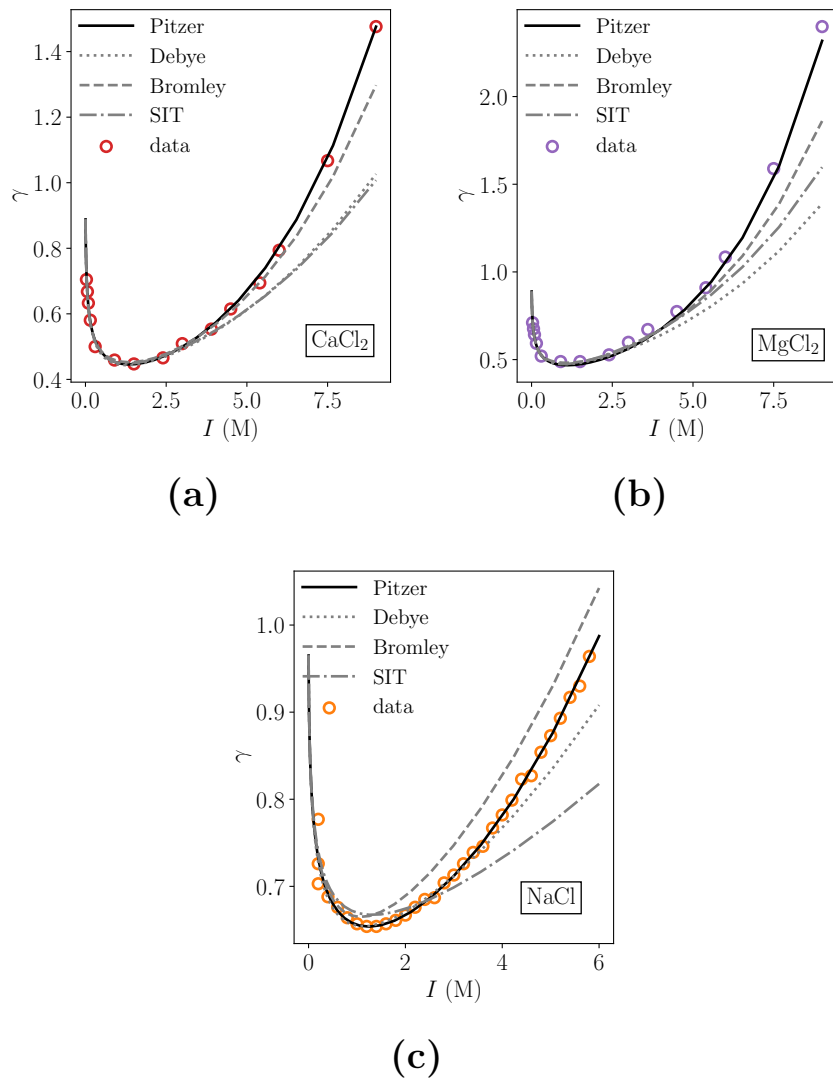 Pitzer
Debye
Bromley
SIT
data
1.4
1.2
1.0
0.8
0.6
0.4
γ
CaCl₂
0.0 2.5 5.0 7.5
I (M)
(a)
Pitzer
Debye
Bromley
SIT
data
2.0
1.5
1.0
0.5
γ
MgCl₂
0.0 2.5 5.0 7.5
I (M)
(b)
Pitzer
Debye
Bromley
SIT
data
1.0
0.9
0.8
0.7
γ
NaCl
0 2 4 6
I (M)
(c)